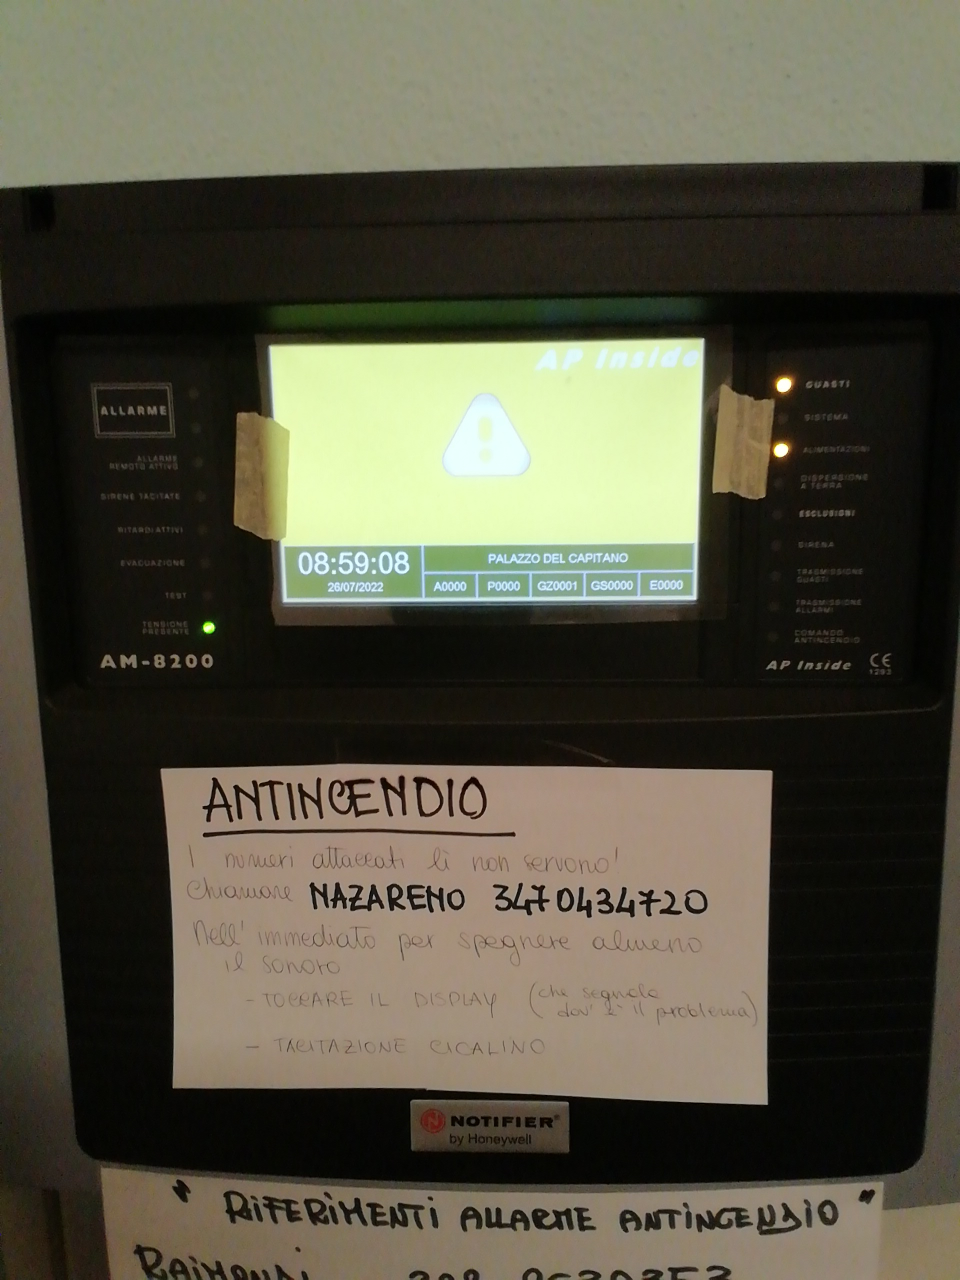 AP Inside
ALLARME
ALLARME
REMOTO ATTIVO
SIRENE TACITATE
RITARDI ATTIVI
EVACUAZIONE
TEST
TENSIONE
PRESENTE
AM-8200
08:59:08
26/07/2022
PALAZZO DEL CAPITANO
A0000 P0000 GZ0001 GS0000 E0000
GUASTI
SISTEMA
ALIMENTAZIONI
DISPERSIONE
A TERRA
ESCLUSIONI
SIRENA
TRASMISSIONE
GUASTI
TRASMISSIONE
ALLARMI
COMANDO
ANTINCENDIO
AP Inside CE
1293
ANTINCENDIO
I numeri attaccati lì non servono!
Chiamare NAZARENO 3470434720
Nell'immediato per spegnere almeno
il sonoro
- TOCCARE IL DISPLAY (che segnala
dov'è il problema)
- TACITAZIONE CICALINO
NOTIFIER®
by Honeywell
" RIFERIMENTI ALLARME ANTINCENDIO "
RAIMONDI